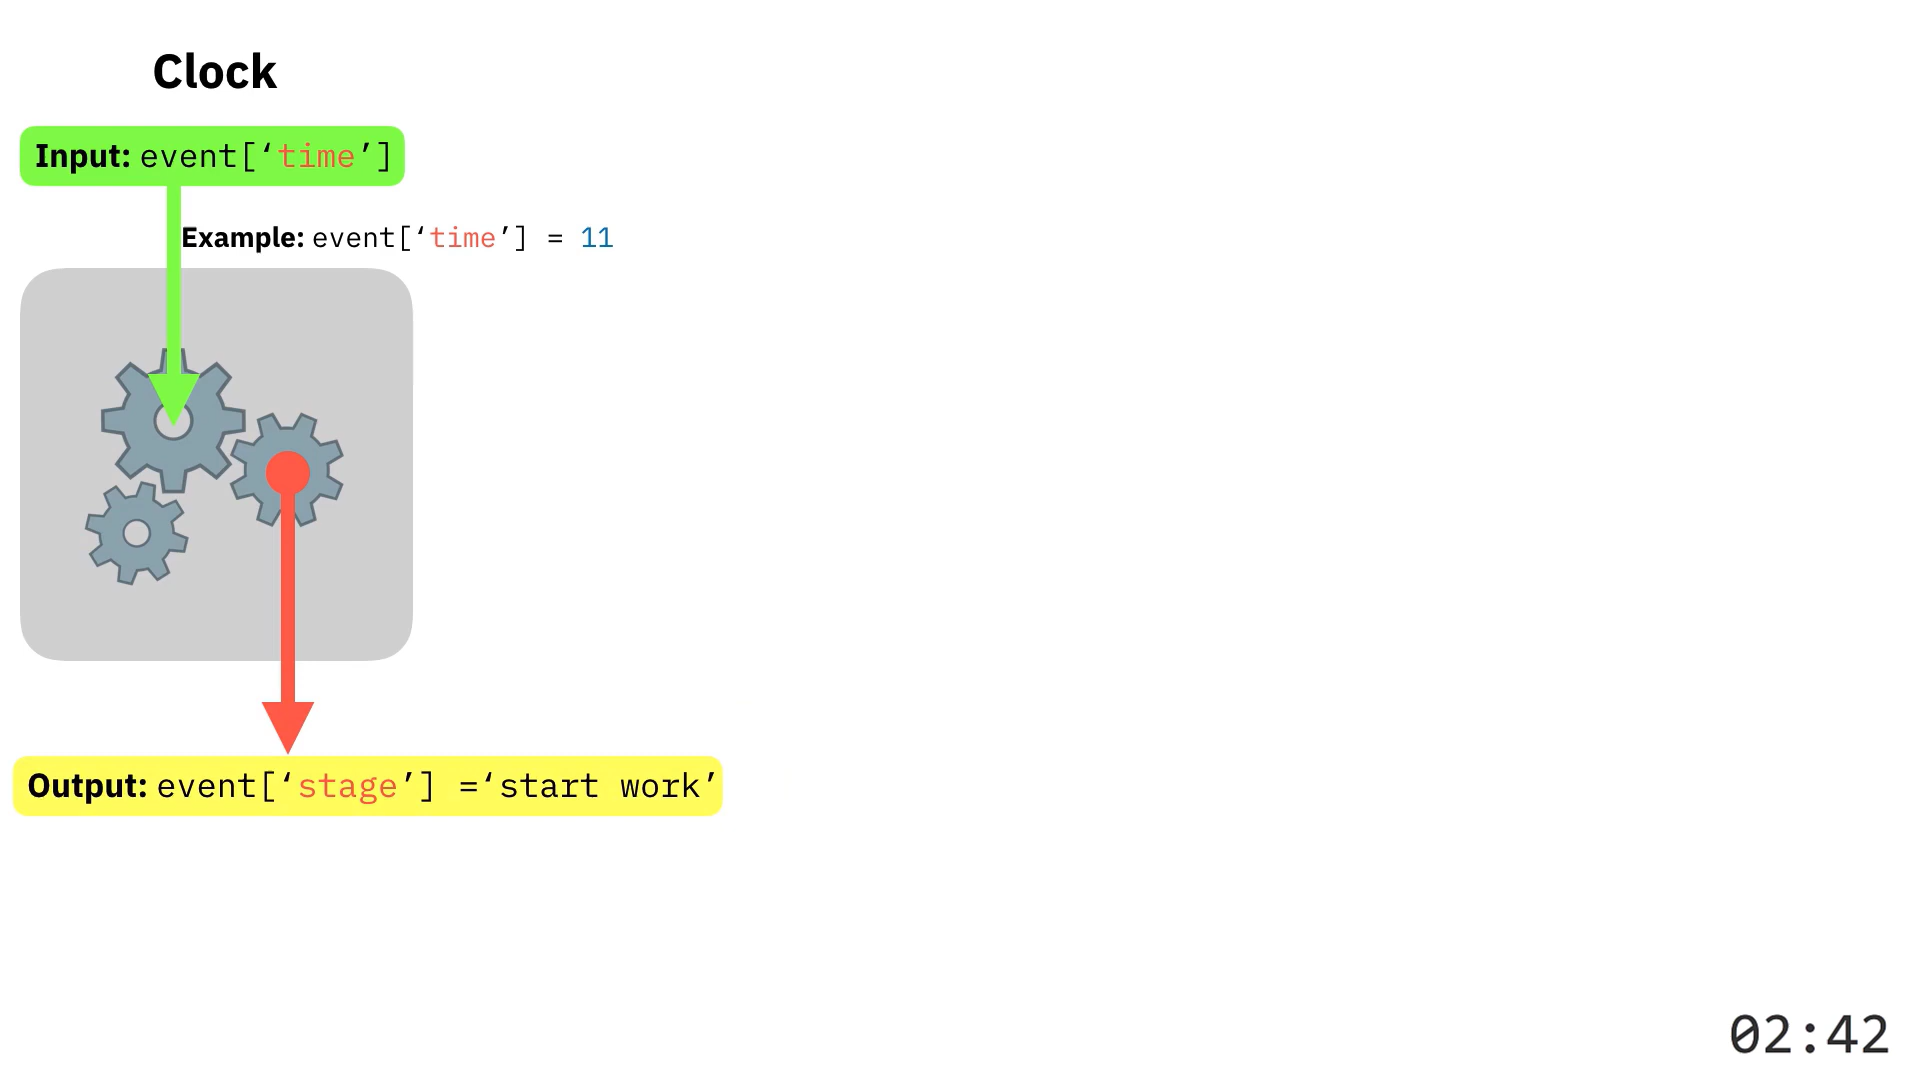 Clock
Input: event[‘time’]
Example: event[‘time’] = 11
Output: event[‘stage’] =‘start work’
02:42